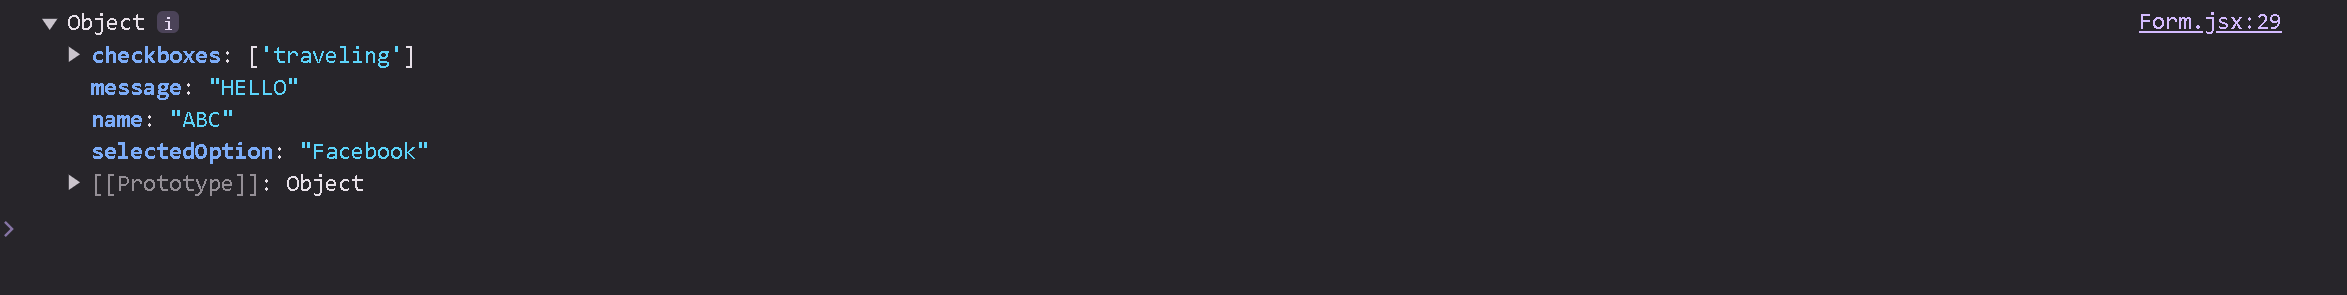 Object i Form.jsx:29
checkboxes: ['traveling']
message: "HELLO"
name: "ABC"
selectedOption: "Facebook"
[[Prototype]]: Object